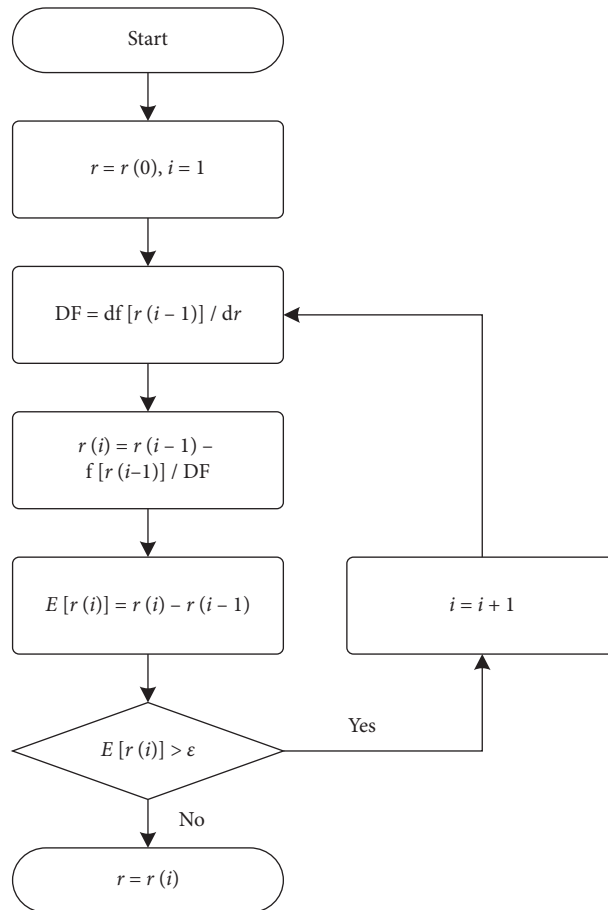 Start
r = r (0), i = 1
DF = df [r (i – 1)] / dr
r (i) = r (i – 1) –
f [r (i–1)] / DF
E [r (i)] = r (i) – r (i – 1)
i = i + 1
E [r (i)] > ε
Yes
No
r = r (i)